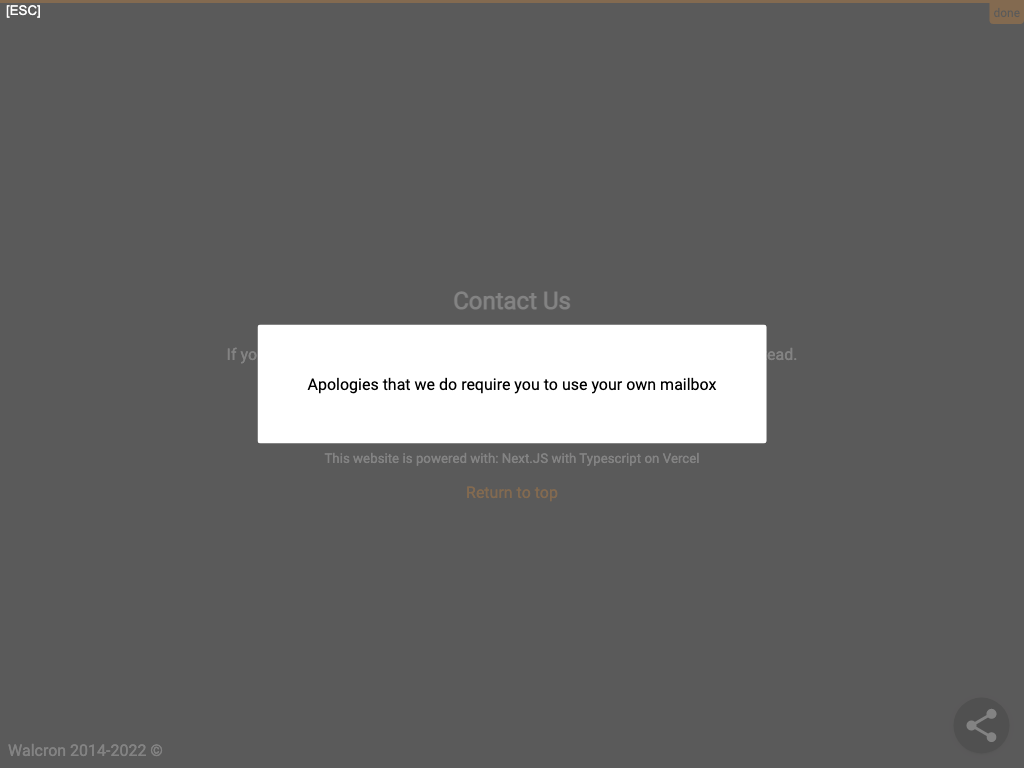 [ESC]
done
Contact Us
If yo
ead.
Apologies that we do require you to use your own mailbox
This website is powered with: Next.JS with Typescript on Vercel
Return to top
Walcron 2014-2022 ©